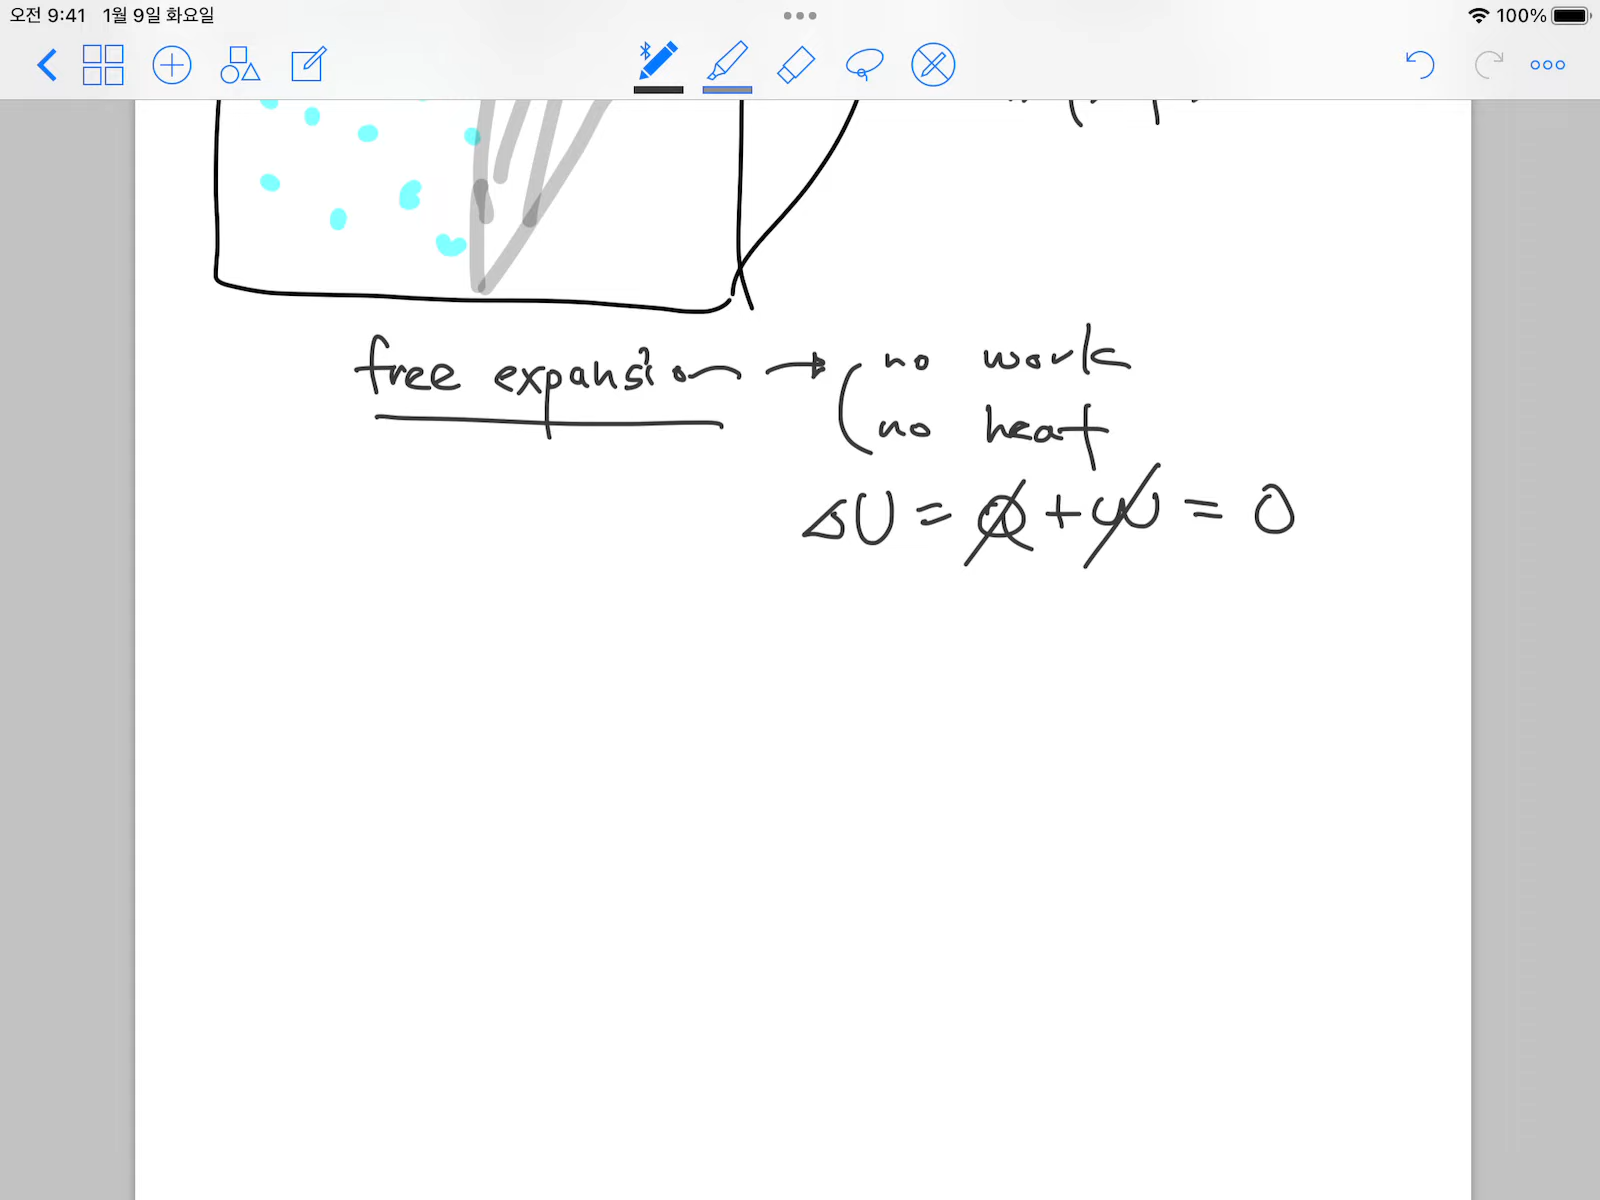 오전 9:41 1월 9일 화요일
100%
free expansion → no work
no heat
ΔU = Q + W = 0